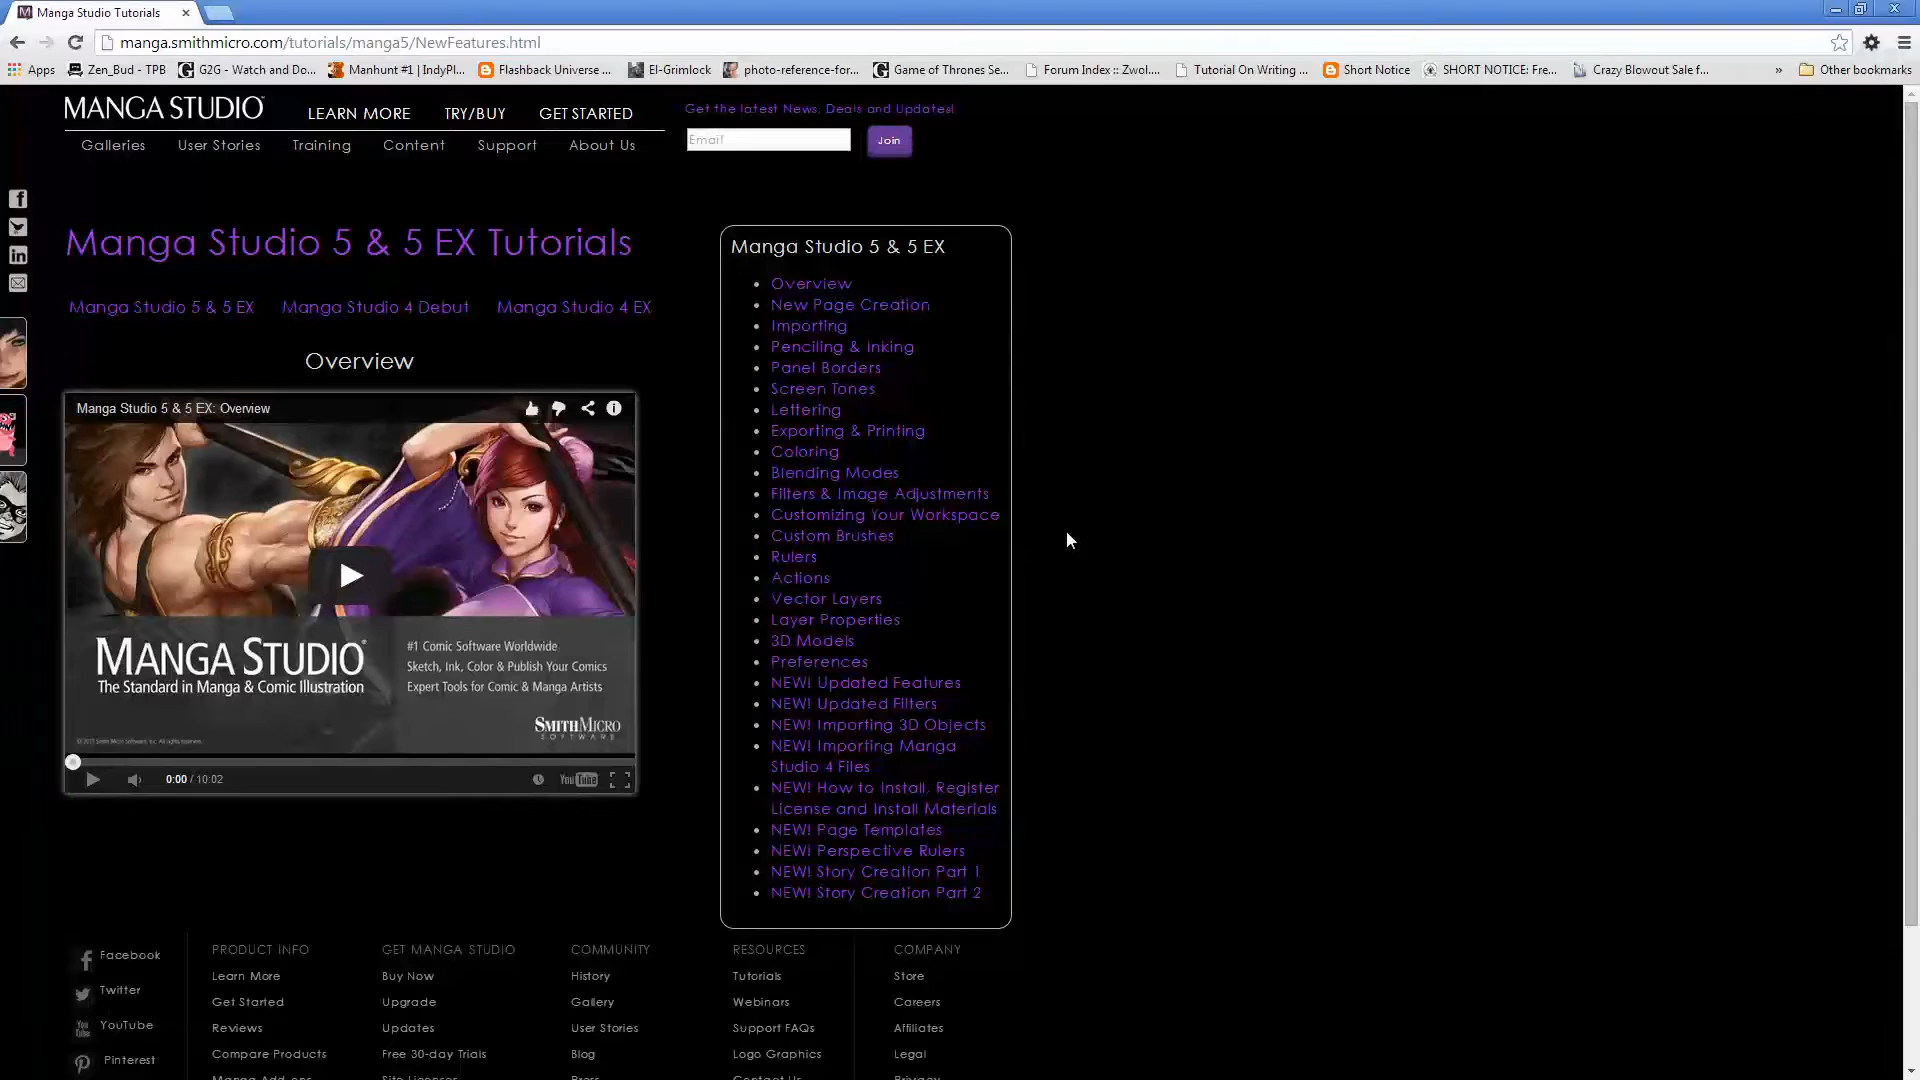 Manga Studio Tutorials
manga.smithmicro.com/tutorials/manga5/NewFeatures.html
Apps
Zen_Bud - TPB
G2G - Watch and Do...
Manhunt #1 | IndyPl...
Flashback Universe ...
El-Grimlock
photo-reference-for...
Game of Thrones Se...
Forum Index :: Zwol....
Tutorial On Writing ...
Short Notice
SHORT NOTICE: Fre...
Crazy Blowout Sale f...
»
Other bookmarks
MANGA STUDIO
LEARN MORE
TRY/BUY
GET STARTED
Get the latest News, Deals and Updates!
Galleries
User Stories
Training
Content
Support
About Us
Email
Join
Manga Studio 5 & 5 EX Tutorials
Manga Studio 5 & 5 EX
Manga Studio 4 Debut
Manga Studio 4 EX
Overview
Manga Studio 5 & 5 EX: Overview
MANGA STUDIO®
The Standard in Manga & Comic Illustration
#1 Comic Software Worldwide
Sketch, Ink, Color & Publish Your Comics
Expert Tools for Comic & Manga Artists
SMITHMICRO
SOFTWARE
0:00 / 10:02
YouTube
Manga Studio 5 & 5 EX
Overview
New Page Creation
Importing
Penciling & Inking
Panel Borders
Screen Tones
Lettering
Exporting & Printing
Coloring
Blending Modes
Filters & Image Adjustments
Customizing Your Workspace
Custom Brushes
Rulers
Actions
Vector Layers
Layer Properties
3D Models
Preferences
NEW! Updated Features
NEW! Updated Filters
NEW! Importing 3D Objects
NEW! Importing Manga
Studio 4 Files
NEW! How to Install, Register
License and Install Materials
NEW! Page Templates
NEW! Perspective Rulers
NEW! Story Creation Part 1
NEW! Story Creation Part 2
Facebook
Twitter
YouTube
Pinterest
PRODUCT INFO
Learn More
Get Started
Reviews
Compare Products
GET MANGA STUDIO
Buy Now
Upgrade
Updates
Free 30-day Trials
COMMUNITY
History
Gallery
User Stories
Blog
RESOURCES
Tutorials
Webinars
Support FAQs
Logo Graphics
COMPANY
Store
Careers
Affiliates
Legal